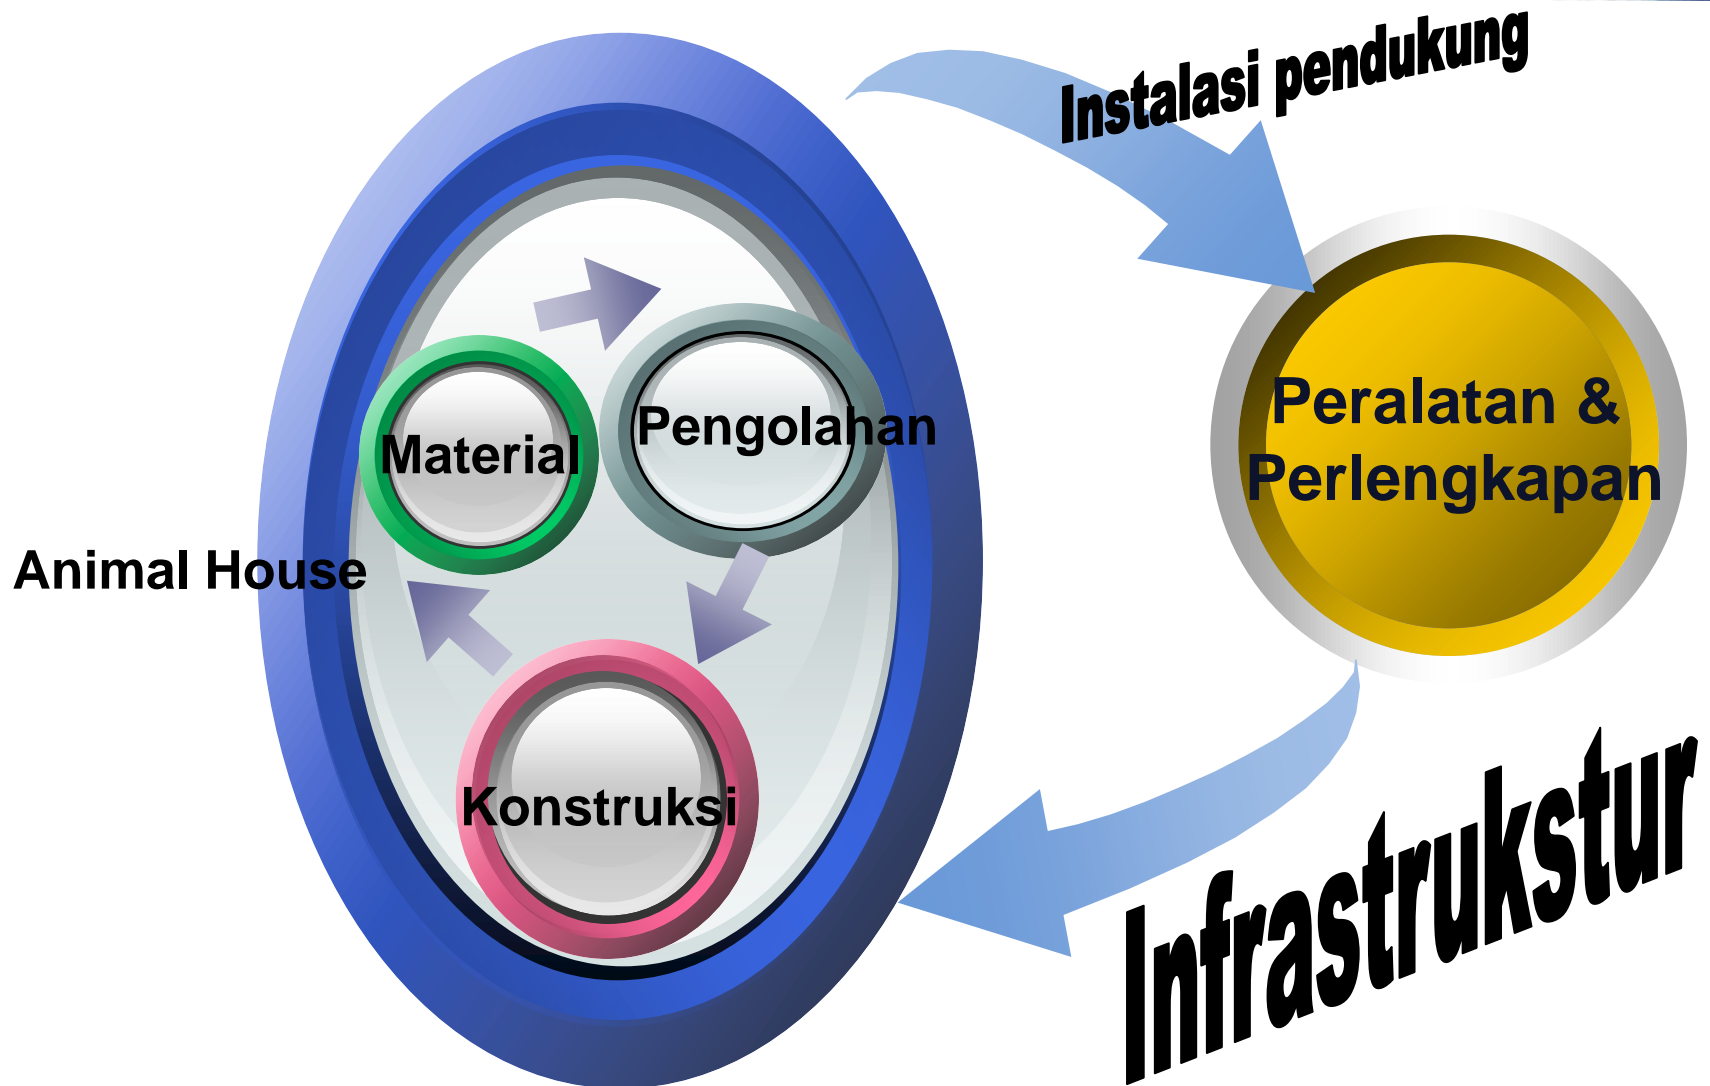 Instalasi pendukung
Material
Pengolahan
Peralatan &
Perlengkapan
Animal House
Konstruksi
Infrastrukstur